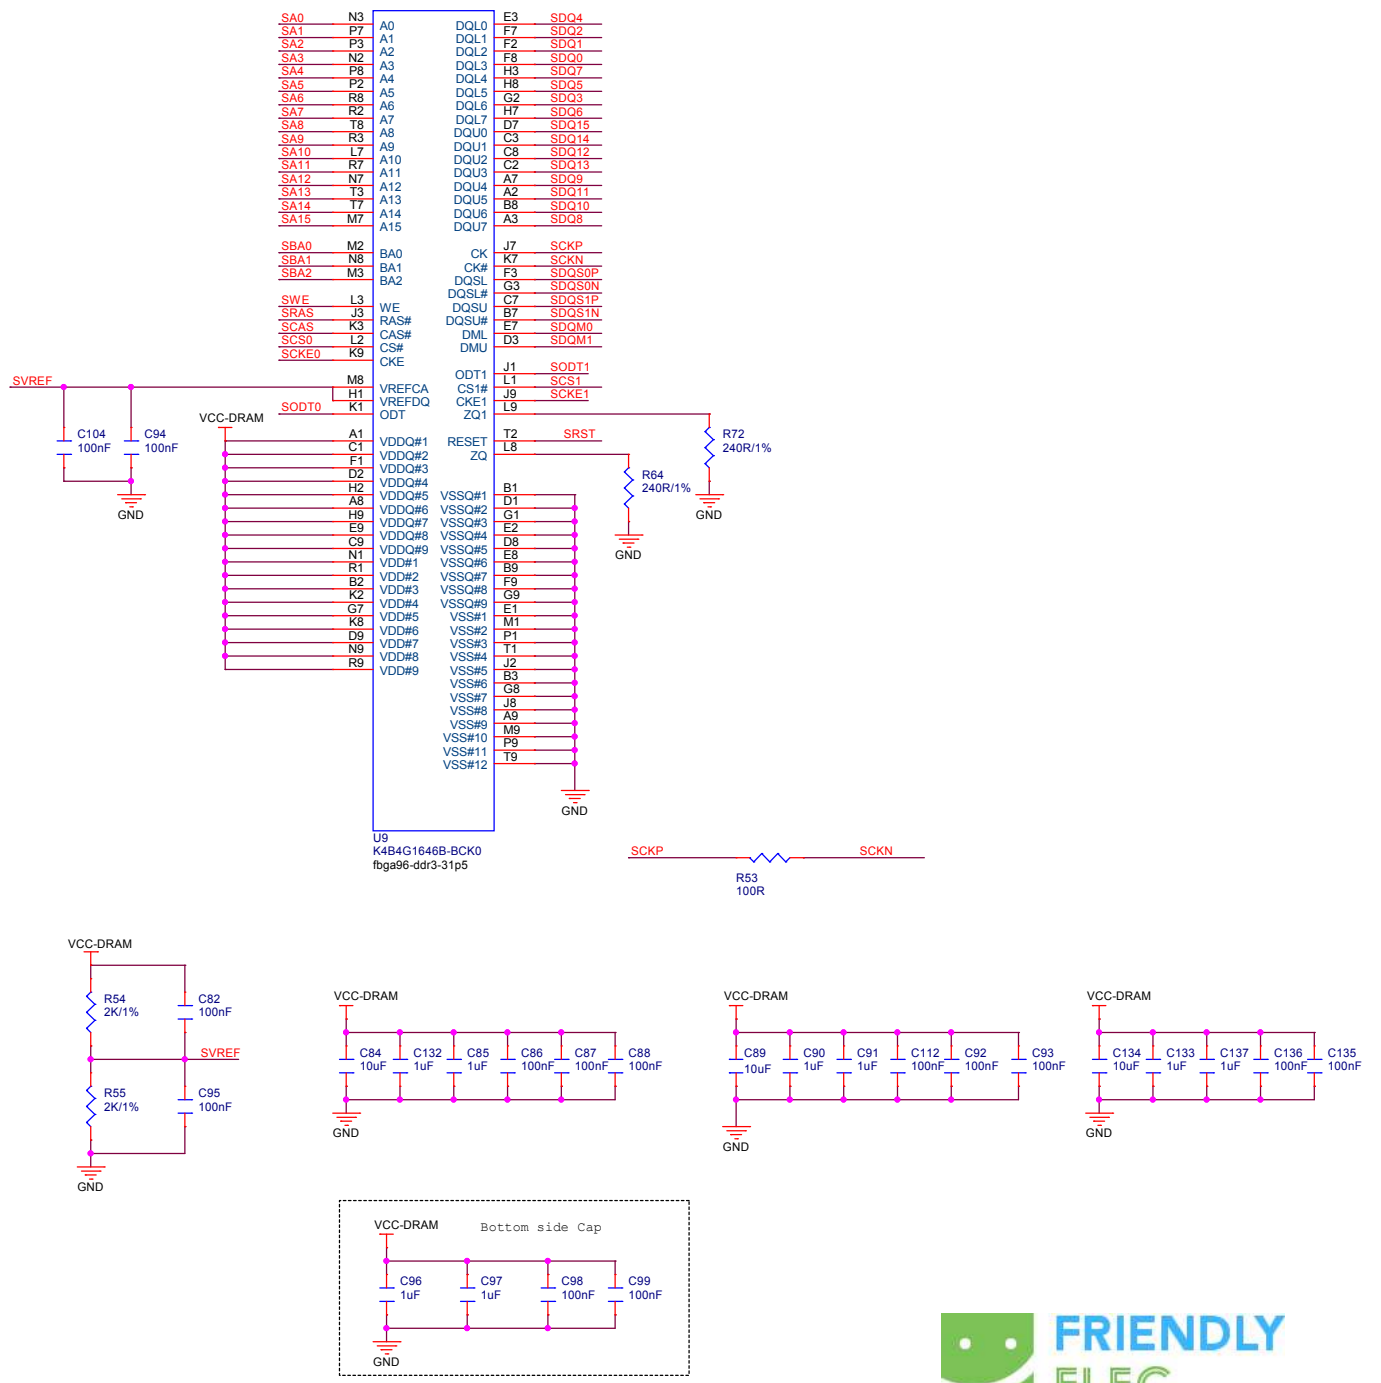 SA0 N3 A0 DQL0 E3 SDQ4
SA1 P7 A1 DQL1 F7 SDQ2
SA2 P3 A2 DQL2 F2 SDQ1
SA3 N2 A3 DQL3 F8 SDQ0
SA4 P8 A4 DQL4 H3 SDQ7
SA5 P2 A5 DQL5 H8 SDQ5
SA6 R8 A6 DQL6 G2 SDQ3
SA7 R2 A7 DQL7 H7 SDQ6
SA8 T8 A8 DQU0 D7 SDQ15
SA9 R3 A9 DQU1 C3 SDQ14
SA10 L7 A10 DQU2 C8 SDQ12
SA11 R7 A11 DQU3 C2 SDQ13
SA12 N7 A12 DQU4 A7 SDQ9
SA13 T3 A13 DQU5 A2 SDQ11
SA14 T7 A14 DQU6 B8 SDQ10
SA15 M7 A15 DQU7 A3 SDQ8
SBA0 M2 BA0 CK J7 SCKP
SBA1 N8 BA1 CK# K7 SCKN
SBA2 M3 BA2 DQSL F3 SDQS0P
DQSL# G3 SDQS0N
SWE L3 WE DQSU C7 SDQS1P
SRAS J3 RAS# DQSU# B7 SDQS1N
SCAS K3 CAS# DML E7 SDQM0
SCS0 L2 CS# DMU D3 SDQM1
SCKE0 K9 CKE
ODT1 J1 SODT1
SVREF M8 VREFCA CS1# L1 SCS1
H1 VREFDQ CKE1 J9 SCKE1
SODT0 K1 ODT ZQ1 L9
VCC-DRAM
C104 100nF
C94 100nF
GND
A1 VDDQ#1 RESET T2 SRST
C1 VDDQ#2 ZQ L8
F1 VDDQ#3
D2 VDDQ#4
H2 VDDQ#5 VSSQ#1 B1
A8 VDDQ#6 VSSQ#2 D1
H9 VDDQ#7 VSSQ#3 G1
E9 VDDQ#8 VSSQ#4 E2
C9 VDDQ#9 VSSQ#5 D8
N1 VDD#1 VSSQ#6 E8
R1 VDD#2 VSSQ#7 B9
B2 VDD#3 VSSQ#8 F9
K2 VDD#4 VSSQ#9 G9
G7 VDD#5 VSS#1 E1
K8 VDD#6 VSS#2 M1
D9 VDD#7 VSS#3 P1
N9 VDD#8 VSS#4 T1
R9 VDD#9 VSS#5 J2
VSS#6 B3
VSS#7 G8
VSS#8 J8
VSS#9 A9
VSS#10 M9
VSS#11 P9
VSS#12 T9
GND
R72
240R/1%
GND
R64
240R/1%
GND
U9
K4B4G1646B-BCK0
fbga96-ddr3-31p5
SCKP SCKN
R53
100R
VCC-DRAM
R54
2K/1%
C82
100nF
SVREF
R55
2K/1%
C95
100nF
GND
VCC-DRAM
C84 C132 C85 C86 C87 C88
10uF 1uF 1uF 100nF 100nF 100nF
GND
VCC-DRAM
C89 C90 C91 C112 C92 C93
10uF 1uF 1uF 100nF 100nF 100nF
GND
VCC-DRAM
C134 C133 C137 C136 C135
10uF 1uF 1uF 100nF 100nF
GND
VCC-DRAM Bottom side Cap
C96 C97 C98 C99
1uF 1uF 100nF 100nF
GND
FRIENDLY
ELEC